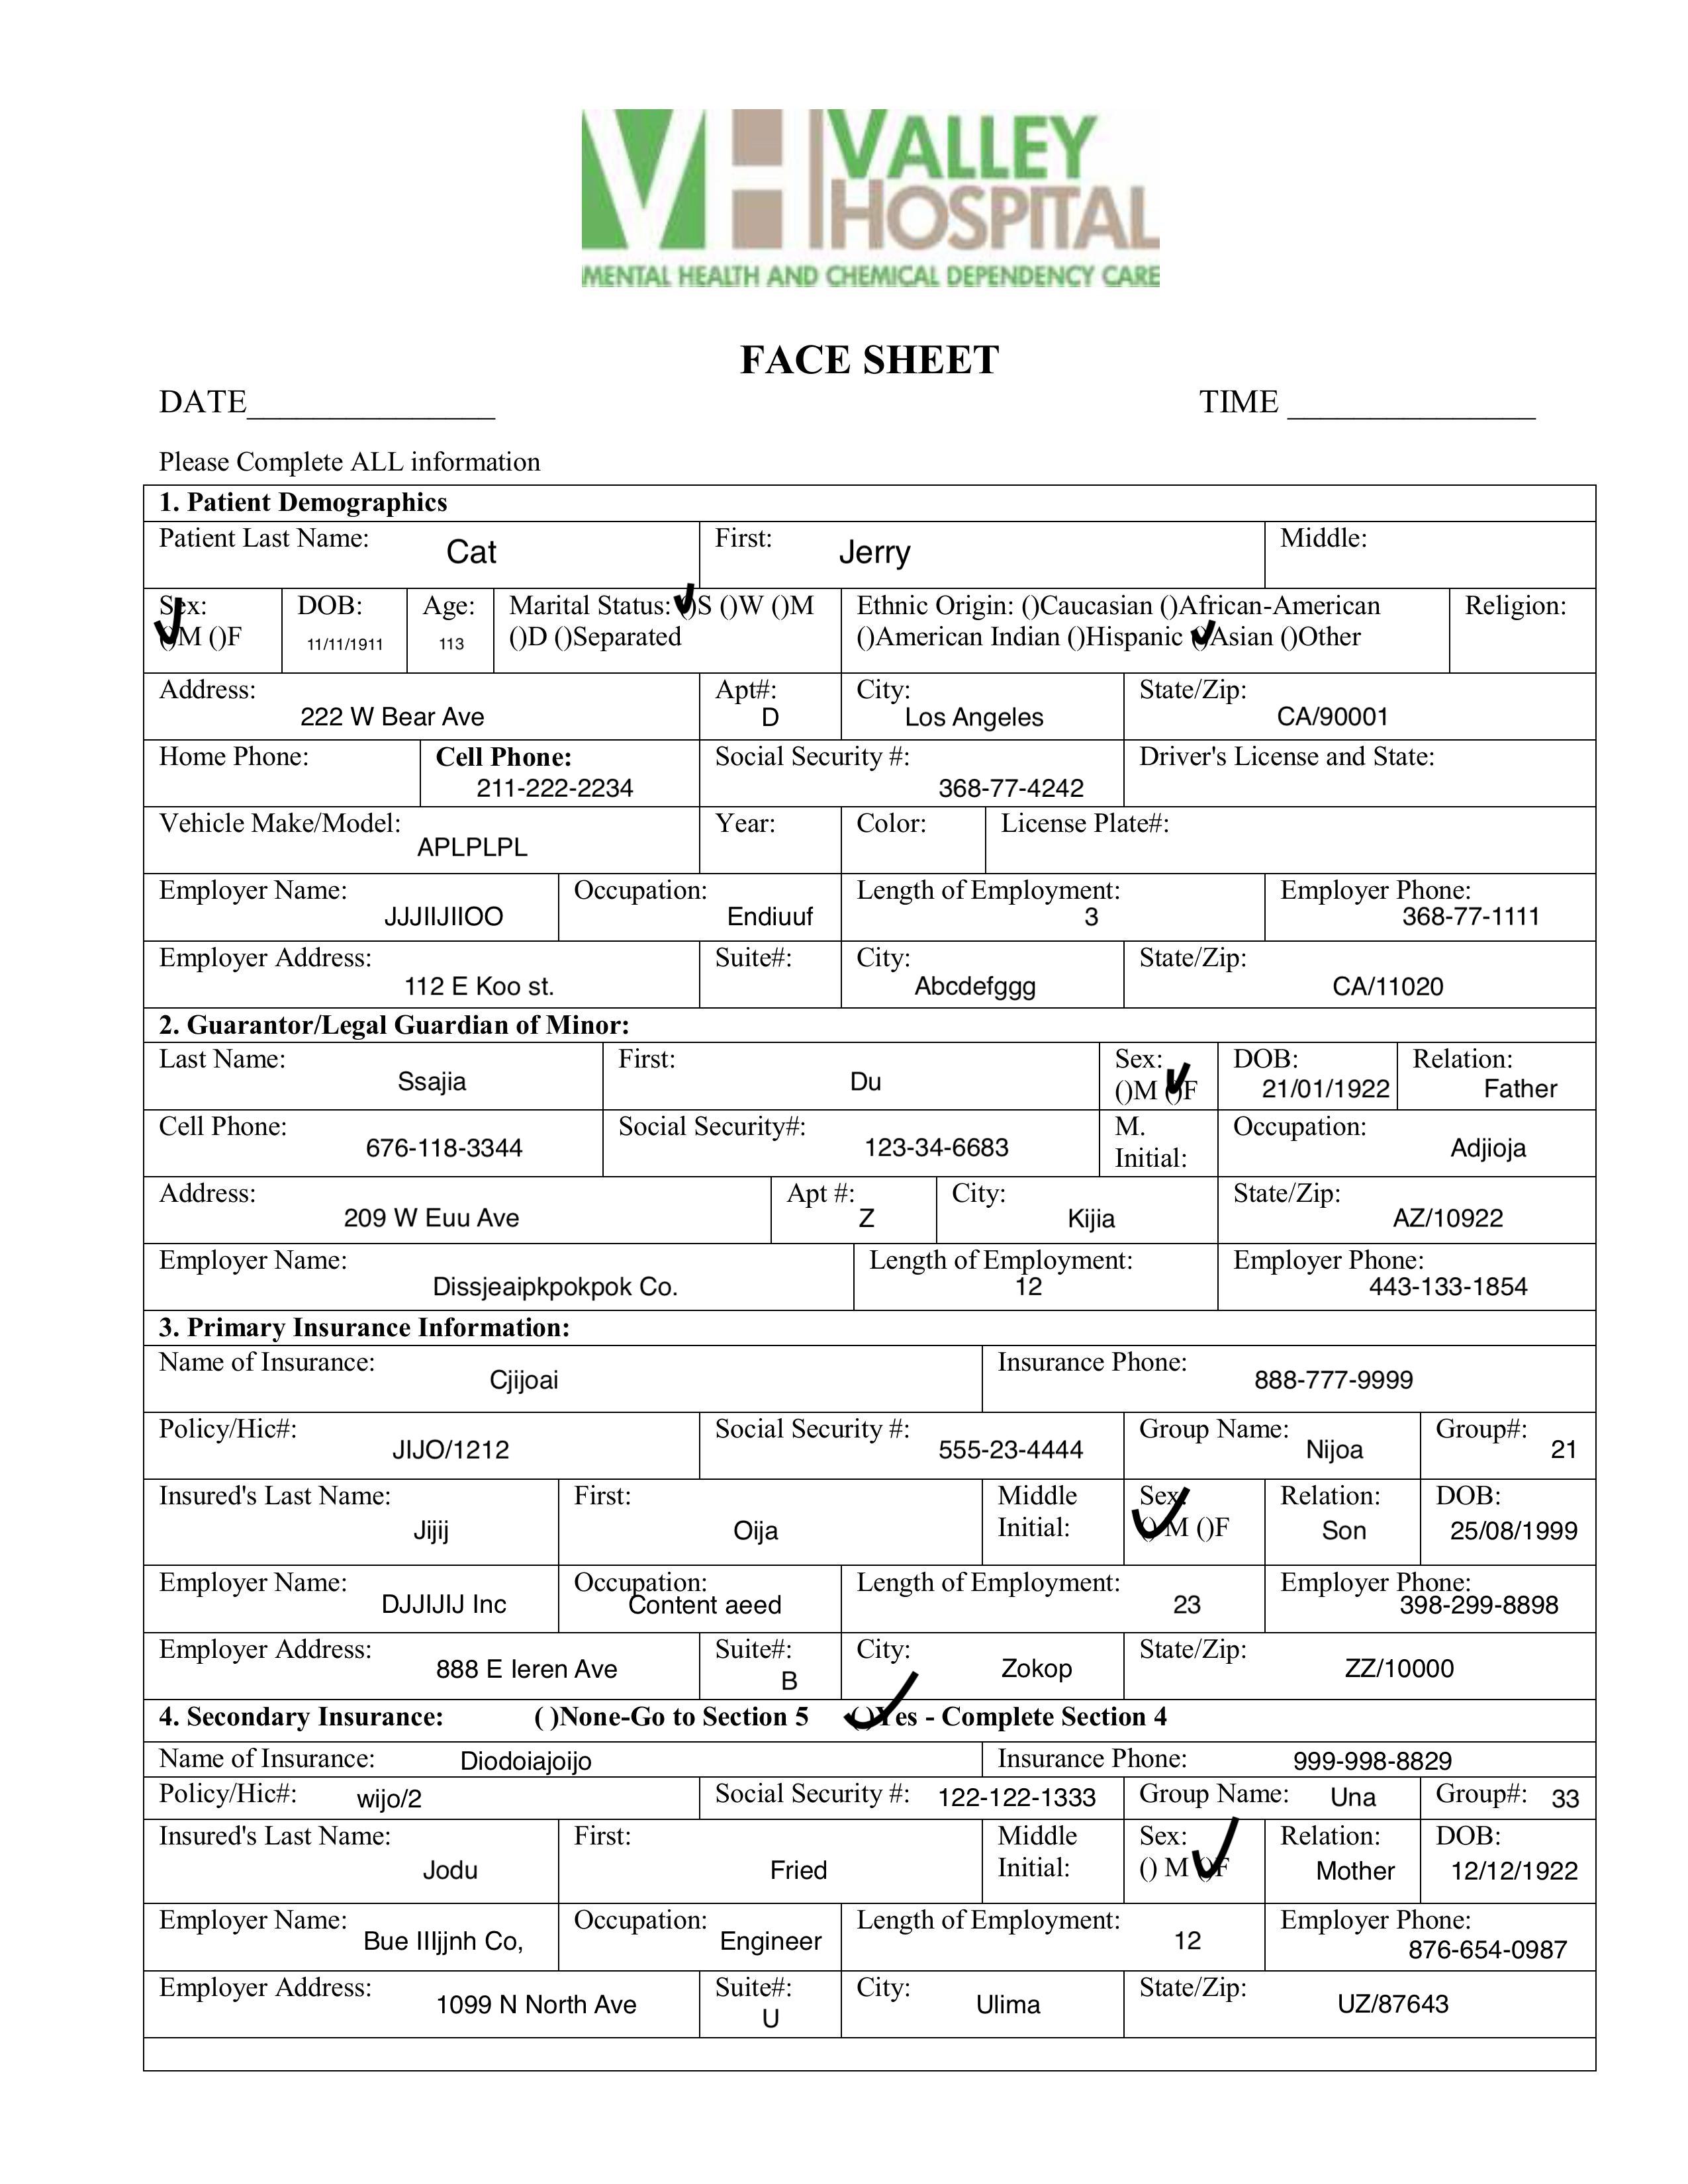 VH VALLEY
HOSPITAL
MENTAL HEALTH AND CHEMICAL DEPENDENCY CARE
FACE SHEET
DATE_______________ TIME _______________
Please Complete ALL information
1. Patient Demographics
Patient Last Name: Cat First: Jerry Middle:
Sex: DOB: Age: Marital Status: ()S ()W ()M Ethnic Origin: ()Caucasian ()African-American Religion:
()M ()F 11/11/1911 113 ()D ()Separated ()American Indian ()Hispanic ()Asian ()Other
Address: Apt#: City: State/Zip:
222 W Bear Ave D Los Angeles CA/90001
Home Phone: Cell Phone: Social Security #: Driver's License and State:
211-222-2234 368-77-4242
Vehicle Make/Model: Year: Color: License Plate#:
APLPLPL
Employer Name: Occupation: Length of Employment: Employer Phone:
JJJIIJIIOO Endiuuf 3 368-77-1111
Employer Address: Suite#: City: State/Zip:
112 E Koo st. Abcdefggg CA/11020
2. Guarantor/Legal Guardian of Minor:
Last Name: First: Sex: DOB: Relation:
Ssajia Du ()M ()F 21/01/1922 Father
Cell Phone: Social Security#: M. Occupation:
676-118-3344 123-34-6683 Initial: Adjioja
Address: Apt #: City: State/Zip:
209 W Euu Ave Z Kijia AZ/10922
Employer Name: Length of Employment: Employer Phone:
Dissjeaipkpokpok Co. 12 443-133-1854
3. Primary Insurance Information:
Name of Insurance: Insurance Phone:
Cjijoai 888-777-9999
Policy/Hic#: Social Security #: Group Name: Group#:
JIJO/1212 555-23-4444 Nijoa 21
Insured's Last Name: First: Middle Sex: Relation: DOB:
Jijij Oija Initial: () M ()F Son 25/08/1999
Employer Name: Occupation: Length of Employment: Employer Phone:
DJJIJIJ Inc Content aeed 23 398-299-8898
Employer Address: Suite#: City: State/Zip:
888 E Ieren Ave B Zokop ZZ/10000
4. Secondary Insurance: ( )None-Go to Section 5 ( )Yes - Complete Section 4
Name of Insurance: Diodoiajoijo Insurance Phone: 999-998-8829
Policy/Hic#: wijo/2 Social Security #: 122-122-1333 Group Name: Una Group#: 33
Insured's Last Name: First: Middle Sex: Relation: DOB:
Jodu Fried Initial: () M ()F Mother 12/12/1922
Employer Name: Occupation: Length of Employment: Employer Phone:
Bue IIIjjnh Co, Engineer 12 876-654-0987
Employer Address: Suite#: City: State/Zip:
1099 N North Ave U Ulima UZ/87643